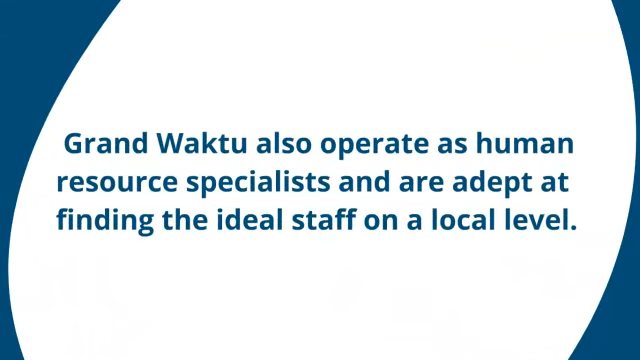 Grand Waktu also operate as human
resource specialists and are adept at
finding the ideal staff on a local level.